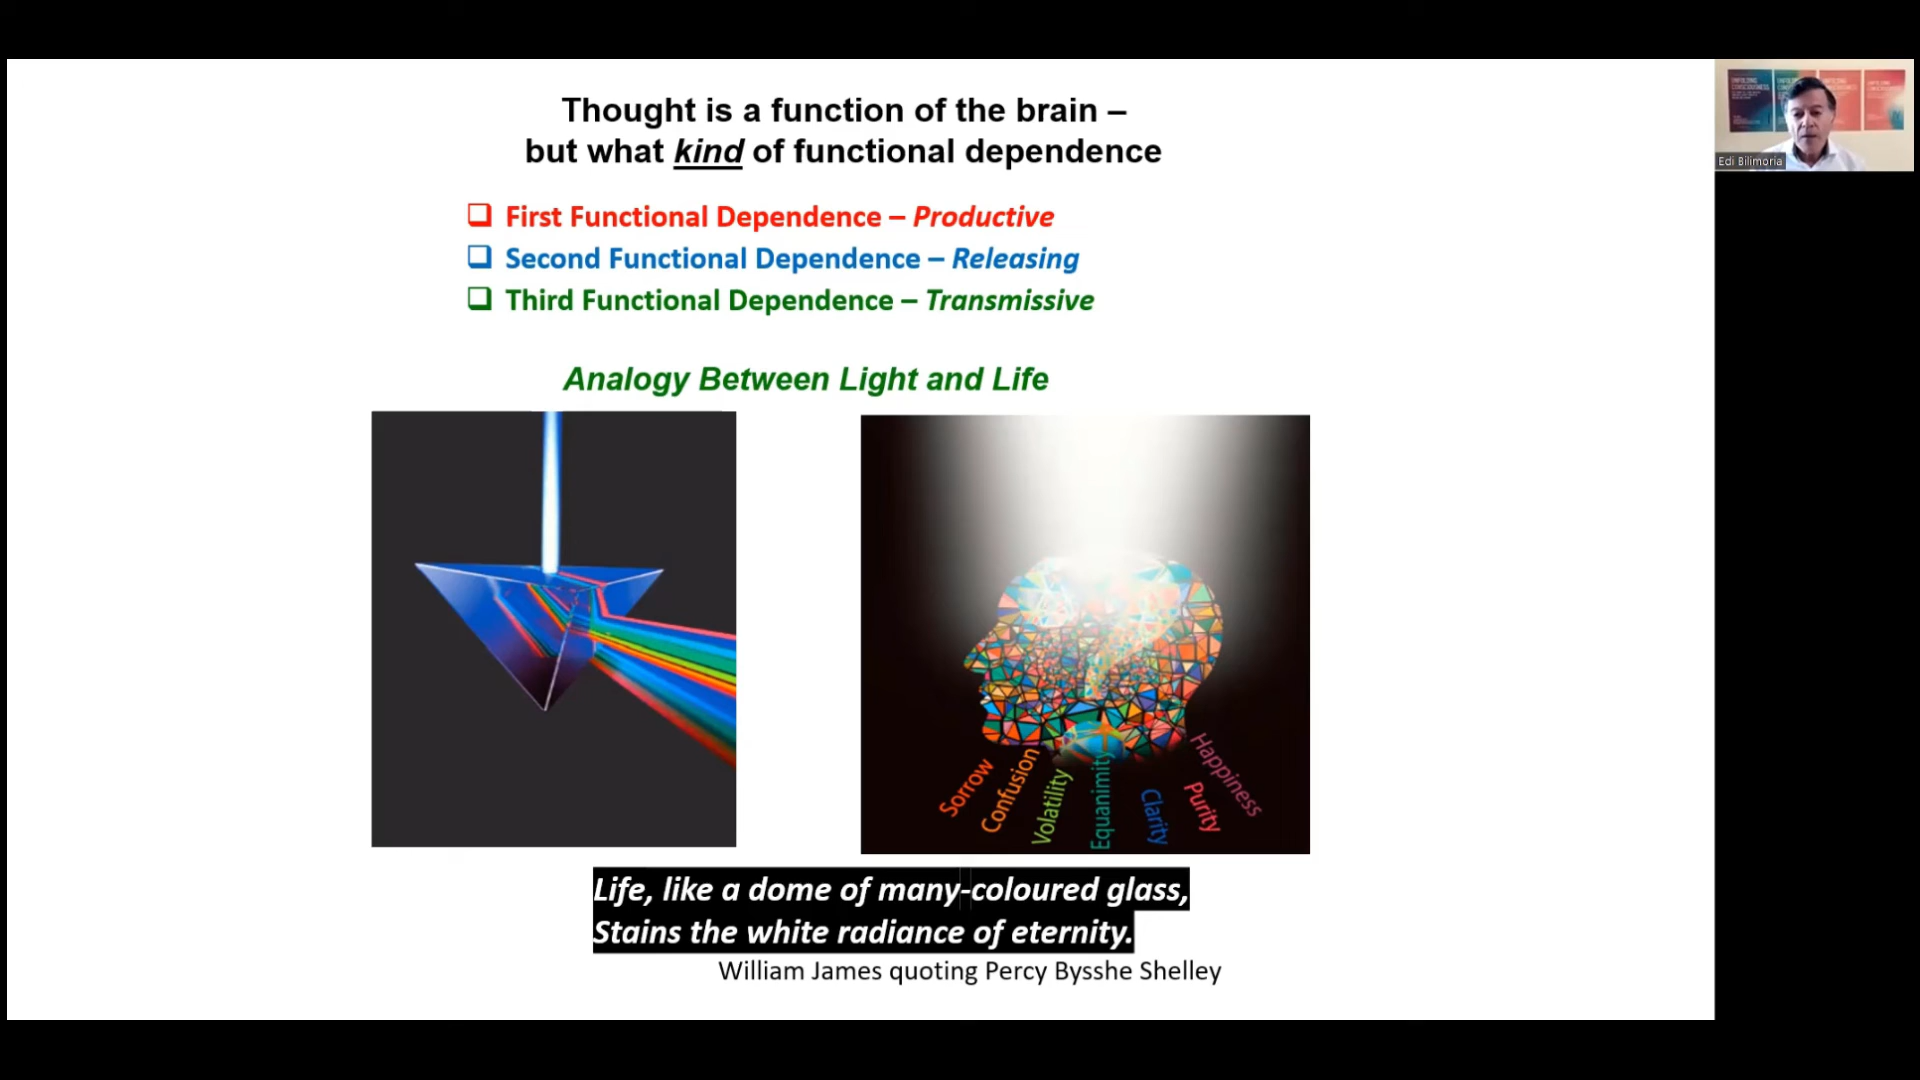 Thought is a function of the brain –
but what kind of functional dependence
❑ First Functional Dependence – Productive
❑ Second Functional Dependence – Releasing
❑ Third Functional Dependence – Transmissive
Analogy Between Light and Life
Sorrow
Confusion
Volatility
Equanimity
Clarity
Purity
Happiness
Life, like a dome of many-coloured glass,
Stains the white radiance of eternity.
William James quoting Percy Bysshe Shelley
UNFOLDING
CONSCIOUSNESS
Edi Bilimoria